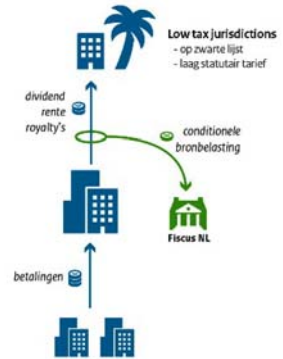 Low tax jurisdictions
- op zwarte lijst
- laag statutair tarief
dividend
rente
royalty's
conditionele
bronbelasting
Fiscus NL
betalingen